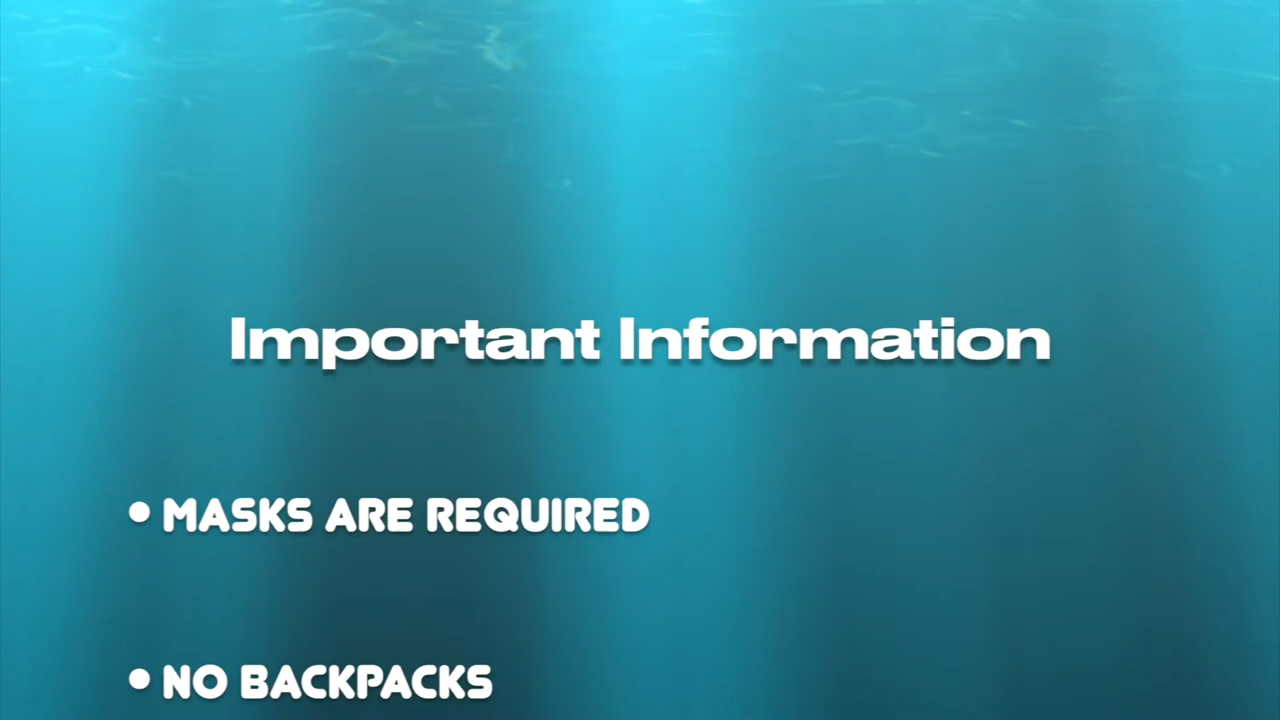 Important Information
• MASKS ARE REQUIRED
• NO BACKPACKS